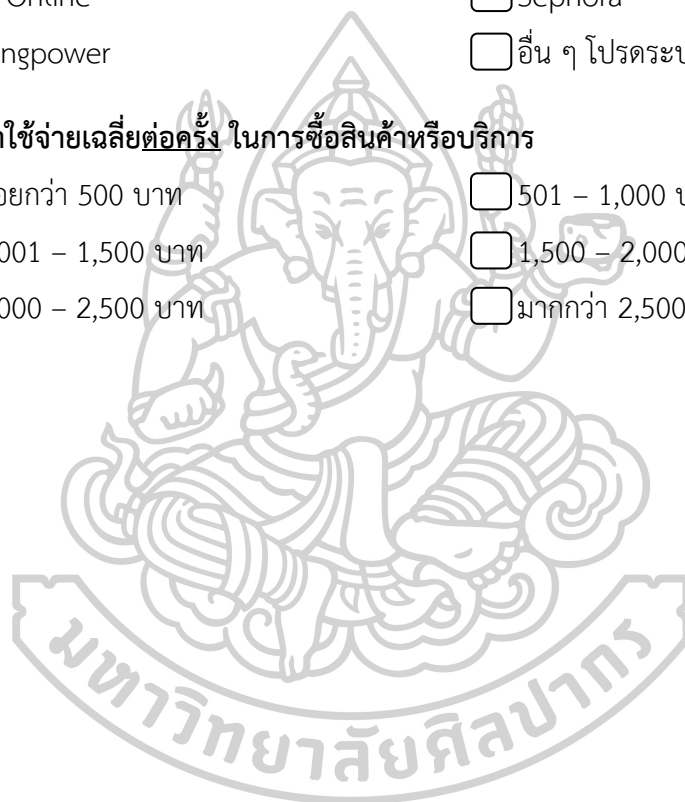 Online Sephora
ngpower อื่น ๆ โปรดระบ
าใช้จ่ายเฉลี่ยต่อครั้ง ในการซื้อสินค้าหรือบริการ
อยกว่า 500 บาท 501 – 1,000 บ
001 – 1,500 บาท 1,500 – 2,000
000 – 2,500 บาท มากกว่า 2,500
มหาวิทยาลัยศิลปากร